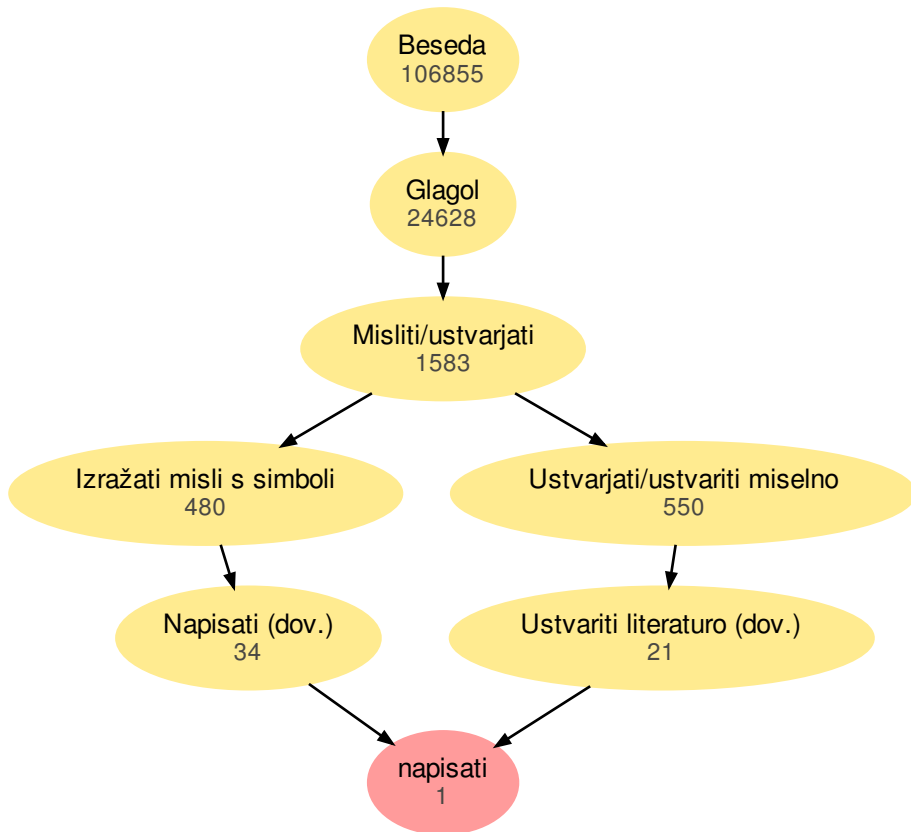 Beseda
106855
Glagol
24628
Misliti/ustvarjati
1583
Izražati misli s simboli
480
Ustvarjati/ustvariti miselno
550
Napisati (dov.)
34
Ustvariti literaturo (dov.)
21
napisati
1